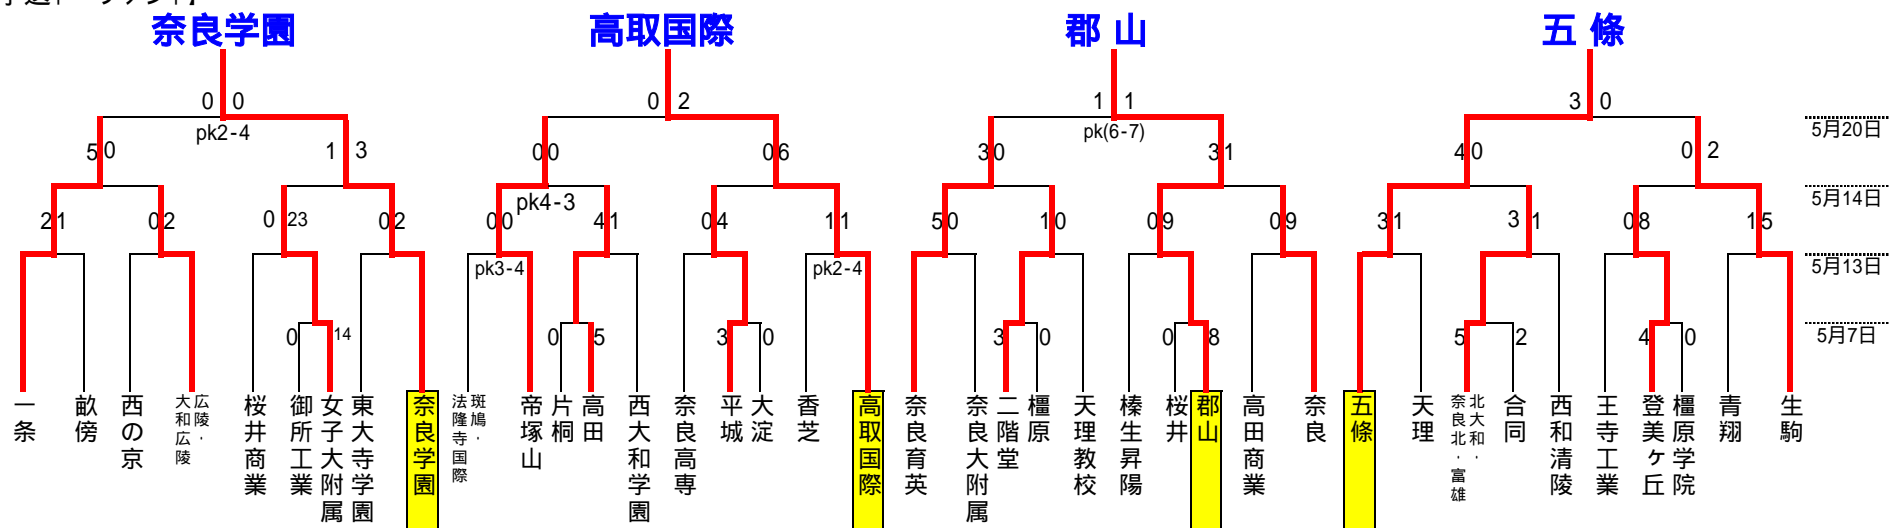 奈良学園 高取国際 郡 山 五 條
0 0 0 2 1 1 3 0
pk2-4 pk(6-7) 5月20日
5 0 1 3 0 0 0 6 3 0 3 1 4 0 0 2
pk4-3 5月14日
2 1 0 2 0 23 0 2 0 0 4 1 0 4 1 1 5 0 1 0 0 9 0 9 3 1 3 1 0 8 1 5
pk3-4 pk2-4 5月13日
0 14 0 5 3 0 3 0 0 8 5 2 4 0 5月7日
一条
畝傍
西の京
広陵・
大和広陵
桜井商業
御所工業
女子大附属
東大寺学園
奈良学園
斑鳩・
法隆寺国際
帝塚山
片桐
高田
西大和学園
奈良高専
平城
大淀
香芝
高取国際
奈良育英
奈良大附属
二階堂
橿原
天理教校
榛生昇陽
桜井
郡山
高田商業
奈良
五條
天理
北大和・
奈良北・富雄
合同
西和清陵
王寺工業
登美ヶ丘
橿原学院
青翔
生駒